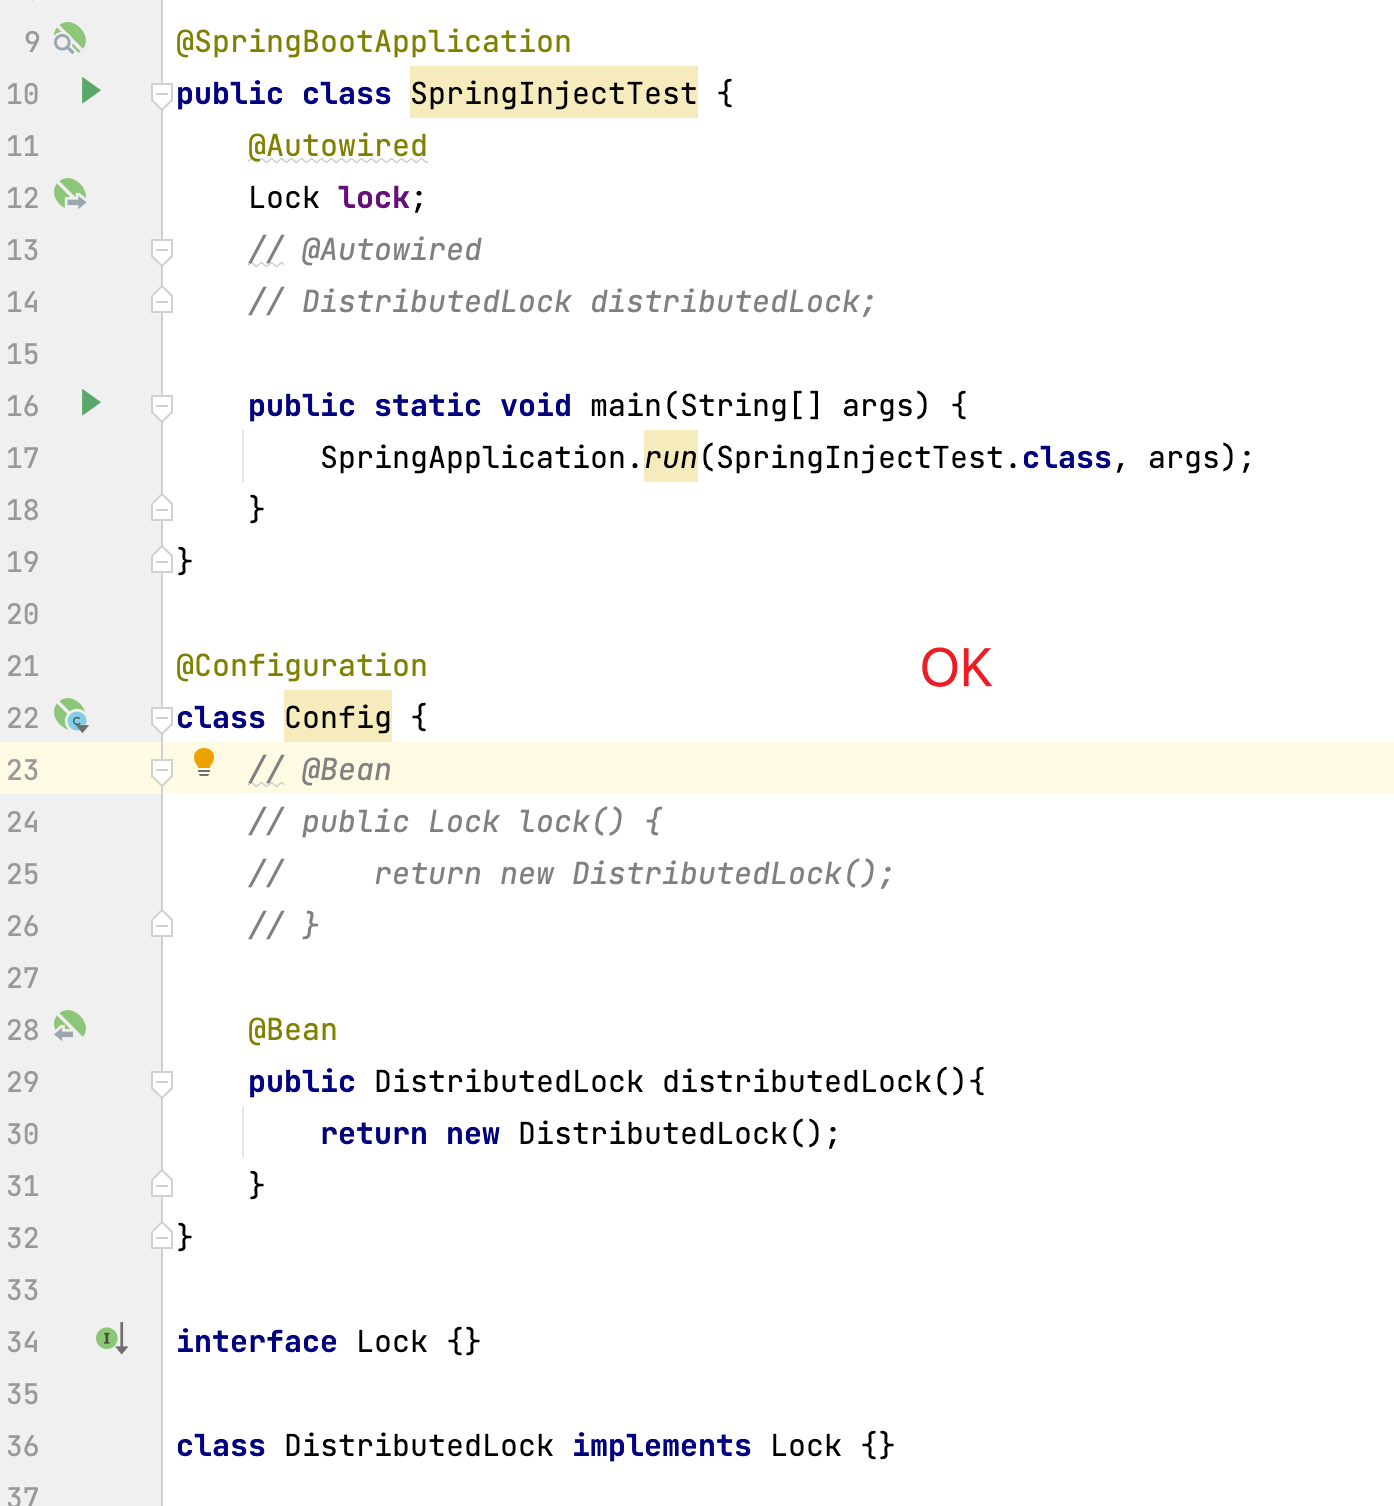 9 @SpringBootApplication
10 public class SpringInjectTest {
11     @Autowired
12     Lock lock;
13     // @Autowired
14     // DistributedLock distributedLock;
15
16     public static void main(String[] args) {
17         SpringApplication.run(SpringInjectTest.class, args);
18     }
19 }
20
21 @Configuration OK
22 class Config {
23     // @Bean
24     // public Lock lock() {
25     //     return new DistributedLock();
26     // }
27
28     @Bean
29     public DistributedLock distributedLock(){
30         return new DistributedLock();
31     }
32 }
33
34 interface Lock {}
35
36 class DistributedLock implements Lock {}
37